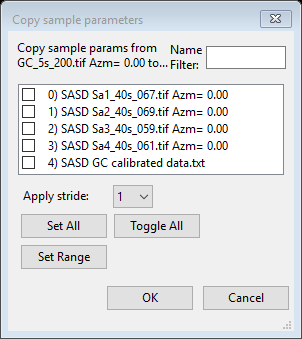 Copy sample parameters
Copy sample params from
GC_5s_200.tif Azm= 0.00 to...
Name
Filter:
0) SASD Sa1_40s_067.tif Azm= 0.00
1) SASD Sa2_40s_069.tif Azm= 0.00
2) SASD Sa3_40s_059.tif Azm= 0.00
3) SASD Sa4_40s_061.tif Azm= 0.00
4) SASD GC calibrated data.txt
Apply stride: 1
Set All Toggle All
Set Range
OK Cancel